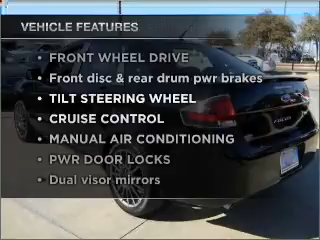 VEHICLE FEATURES
• FRONT WHEEL DRIVE
• Front disc & rear drum pwr brakes
• TILT STEERING WHEEL
• CRUISE CONTROL
• MANUAL AIR CONDITIONING
• PWR DOOR LOCKS
• Dual visor mirrors
FOCUS